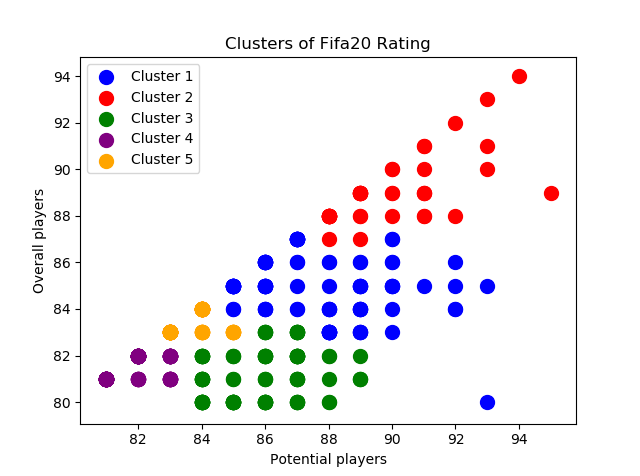 Clusters of Fifa20 Rating
Cluster 1
Cluster 2
Cluster 3
Cluster 4
Cluster 5
Overall players
94
92
90
88
86
84
82
80
82 84 86 88 90 92 94
Potential players